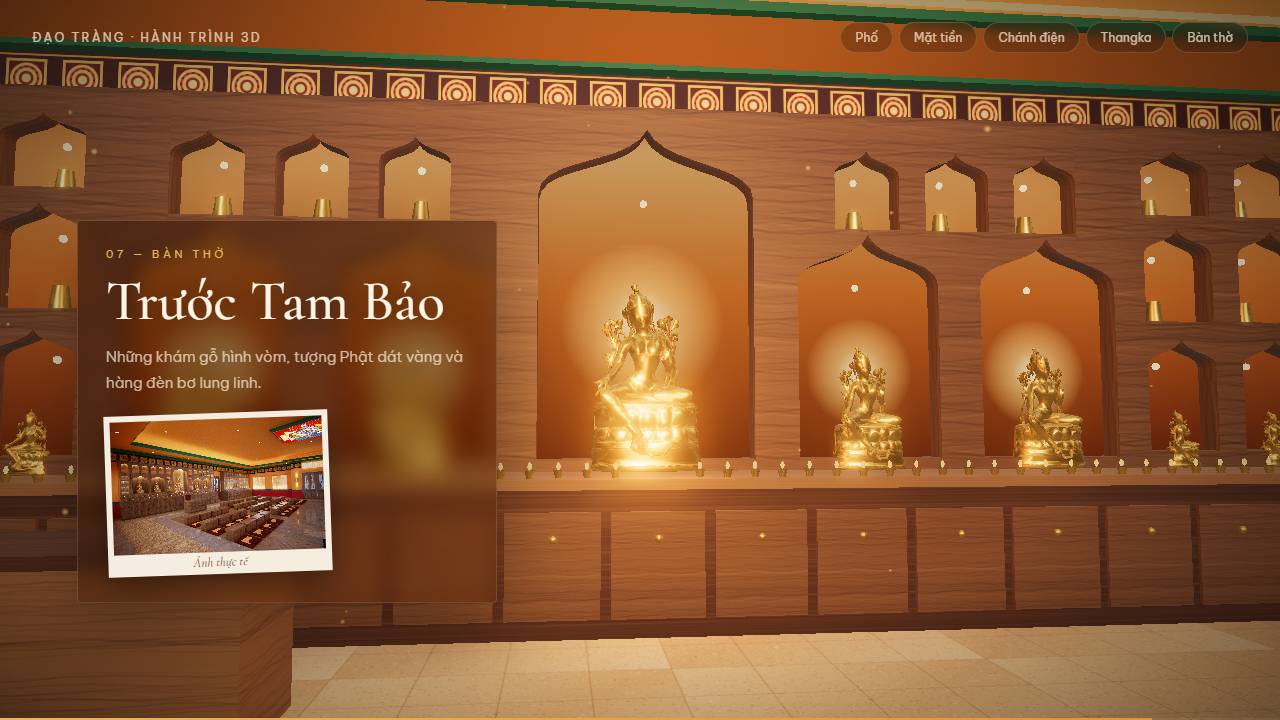 ĐẠO TRÀNG · HÀNH TRÌNH 3D
Phố
Mặt tiền
Chánh điện
Thangka
Bàn thờ
07 — BÀN THỜ
Trước Tam Bảo
Những khám gỗ hình vòm, tượng Phật dát vàng và
hàng đèn bơ lung linh.
Ảnh thực tế